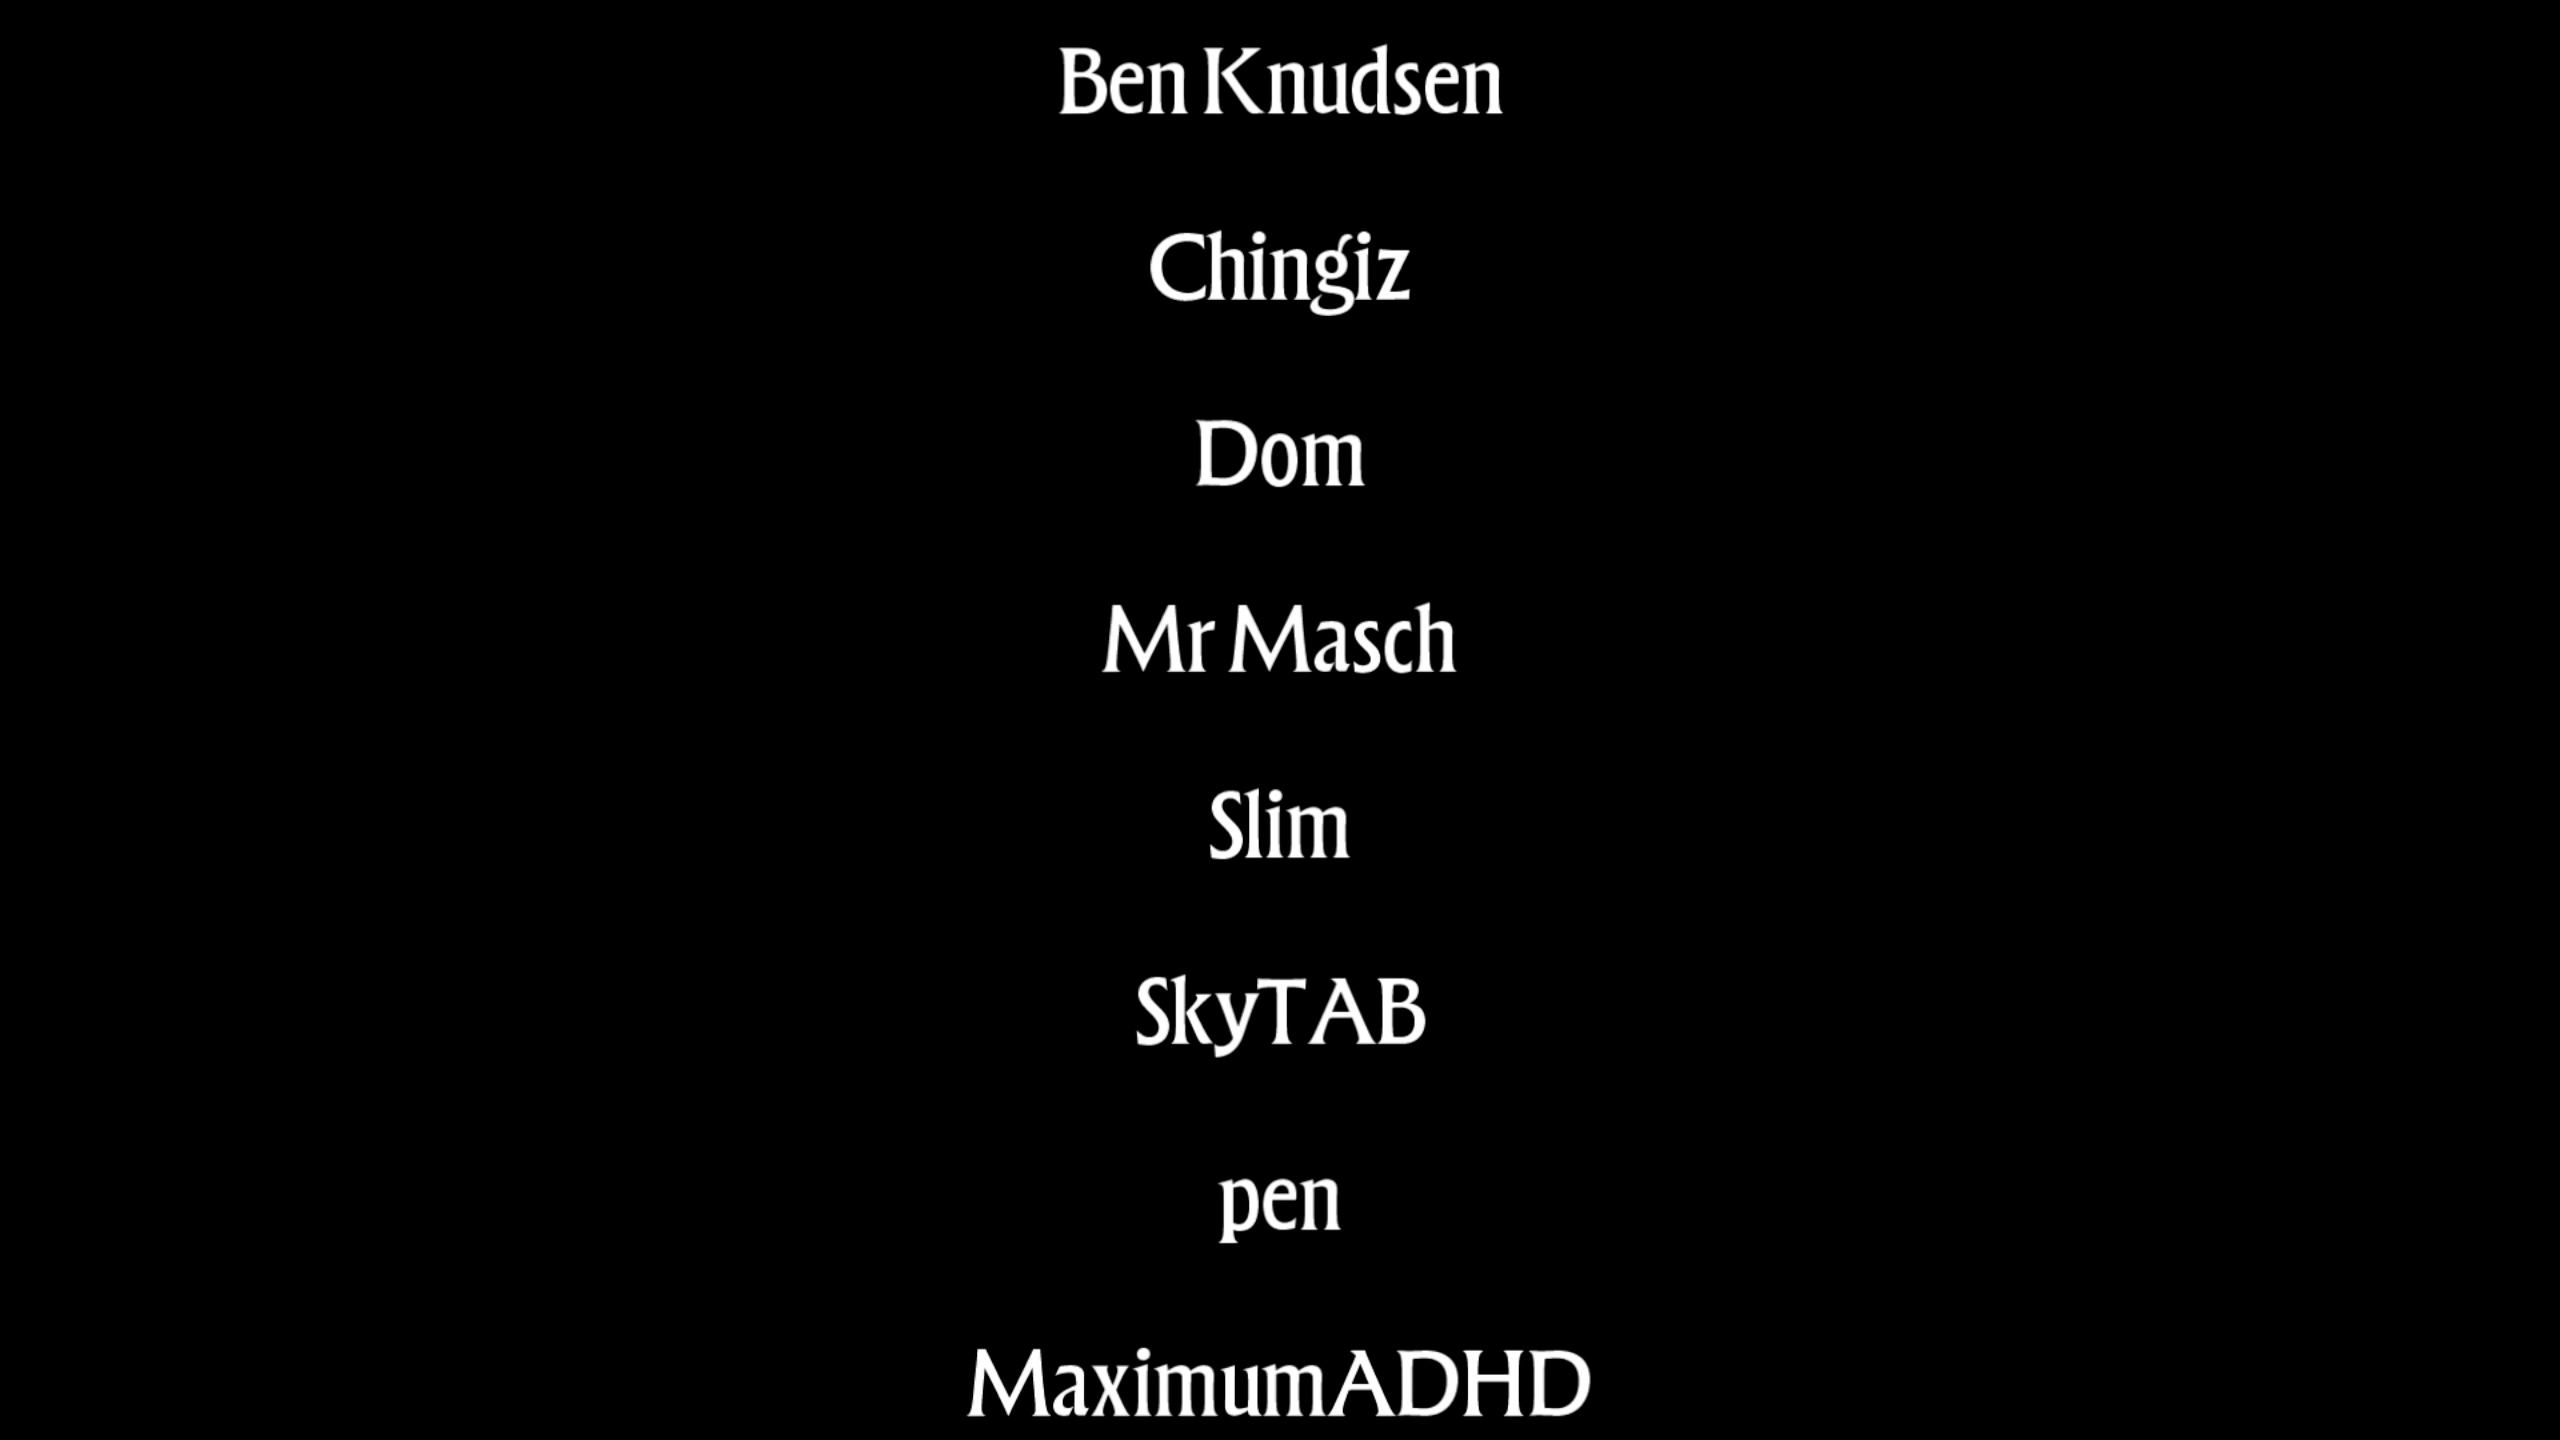 Ben Knudsen
Chingiz
Dom
Mr Masch
Slim
SkyTAB
pen
MaximumADHD